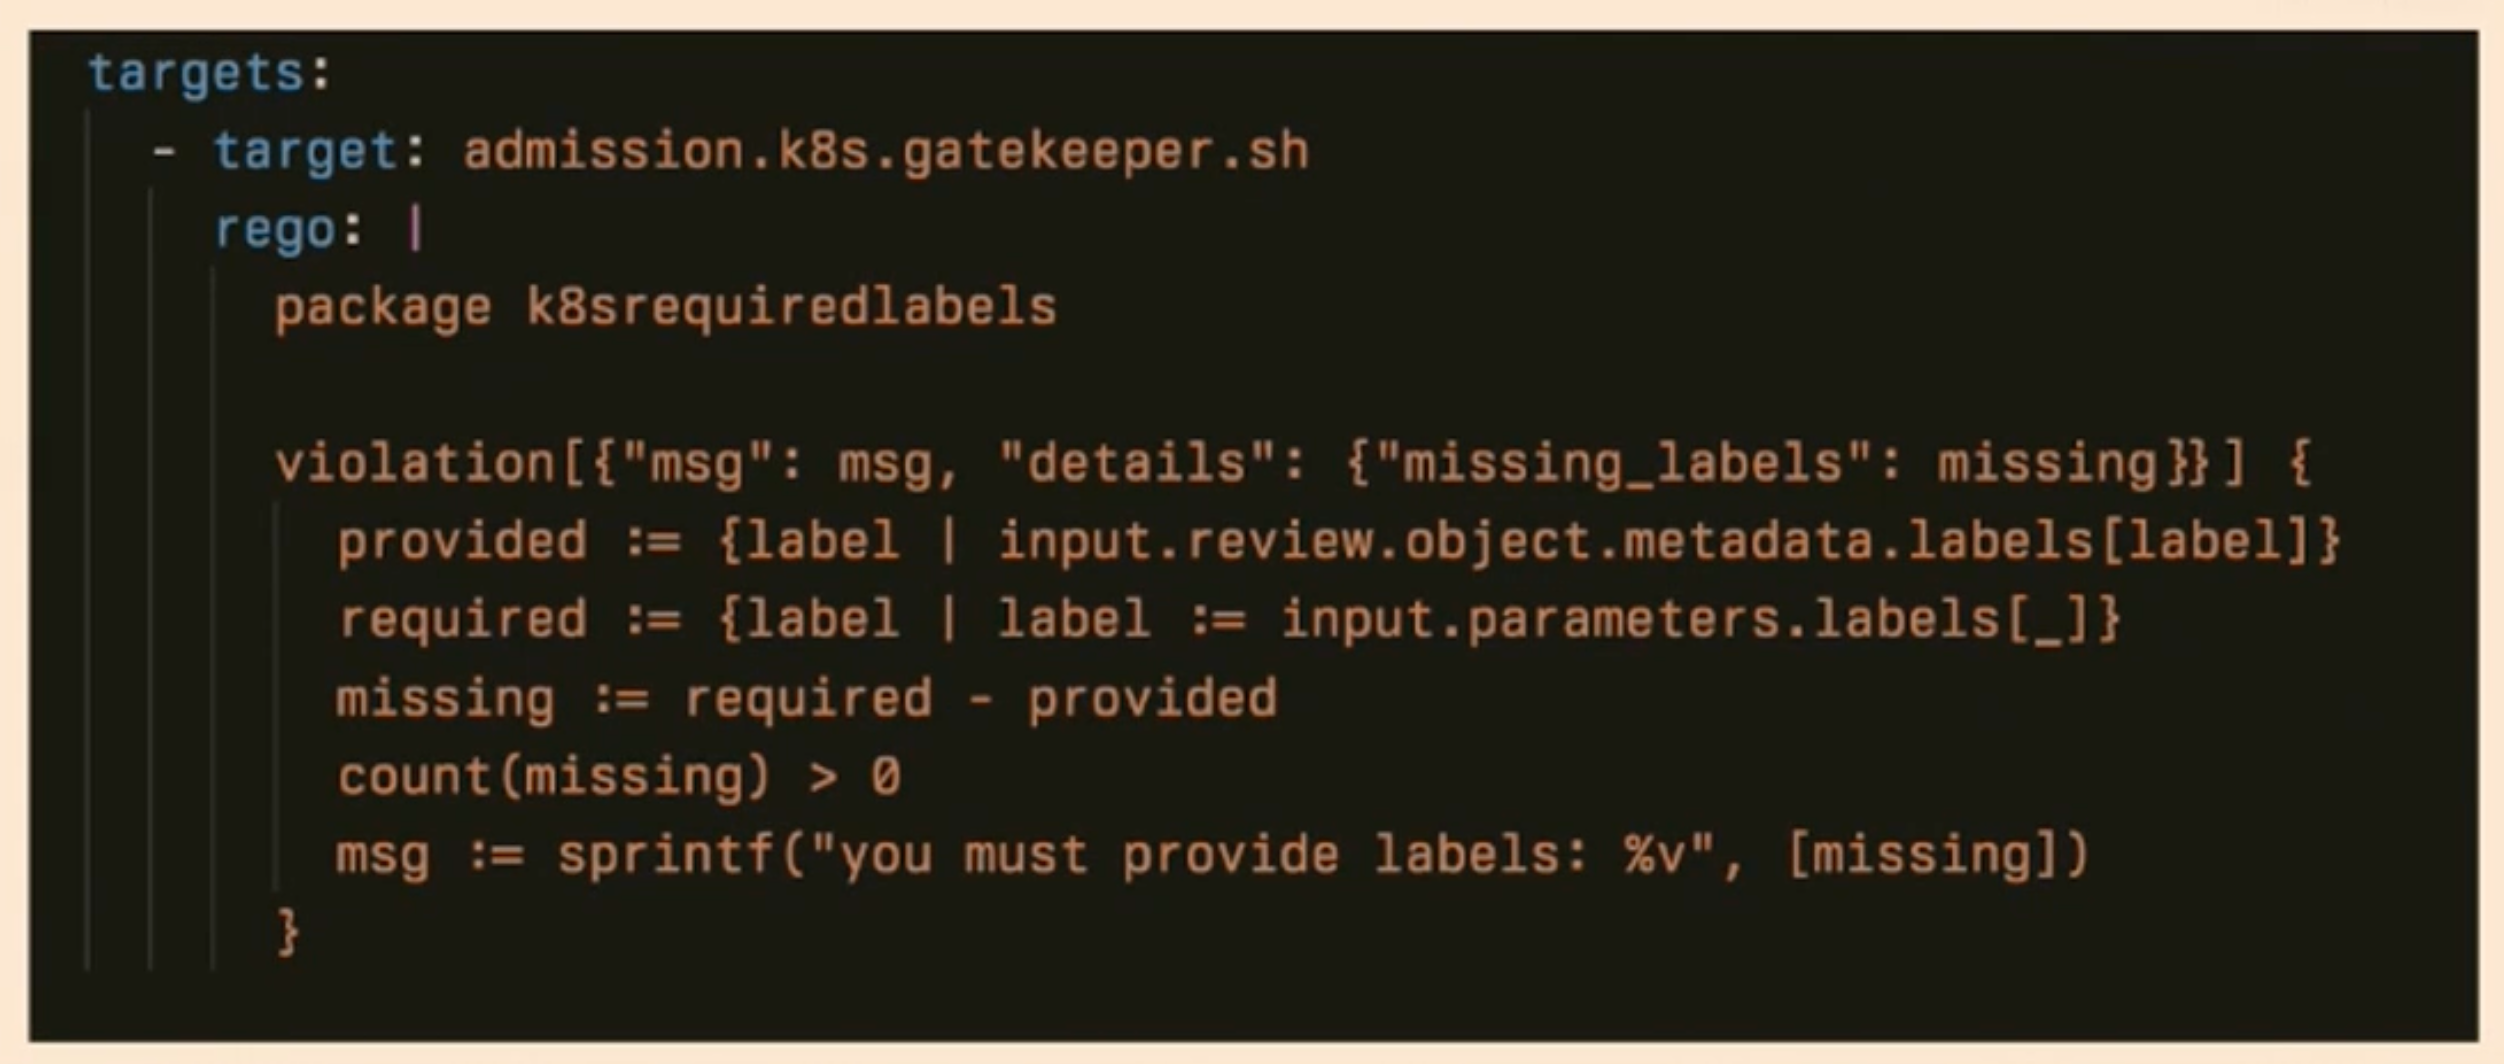 targets:
  - target: admission.k8s.gatekeeper.sh
    rego: |
      package k8srequiredlabels

      violation[{"msg": msg, "details": {"missing_labels": missing}}] {
        provided := {label | input.review.object.metadata.labels[label]}
        required := {label | label := input.parameters.labels[_]}
        missing := required - provided
        count(missing) > 0
        msg := sprintf("you must provide labels: %v", [missing])
      }